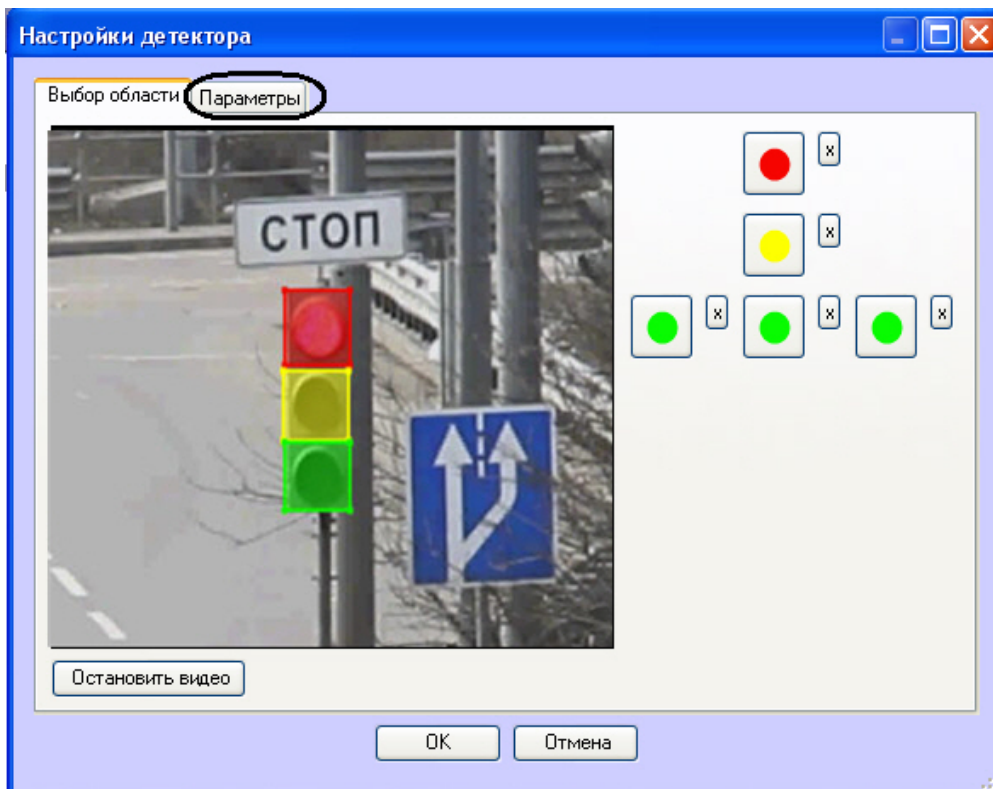 Настройки детектора
Выбор области Параметры
СТОП
x
x
x x x
Остановить видео
OK Отмена